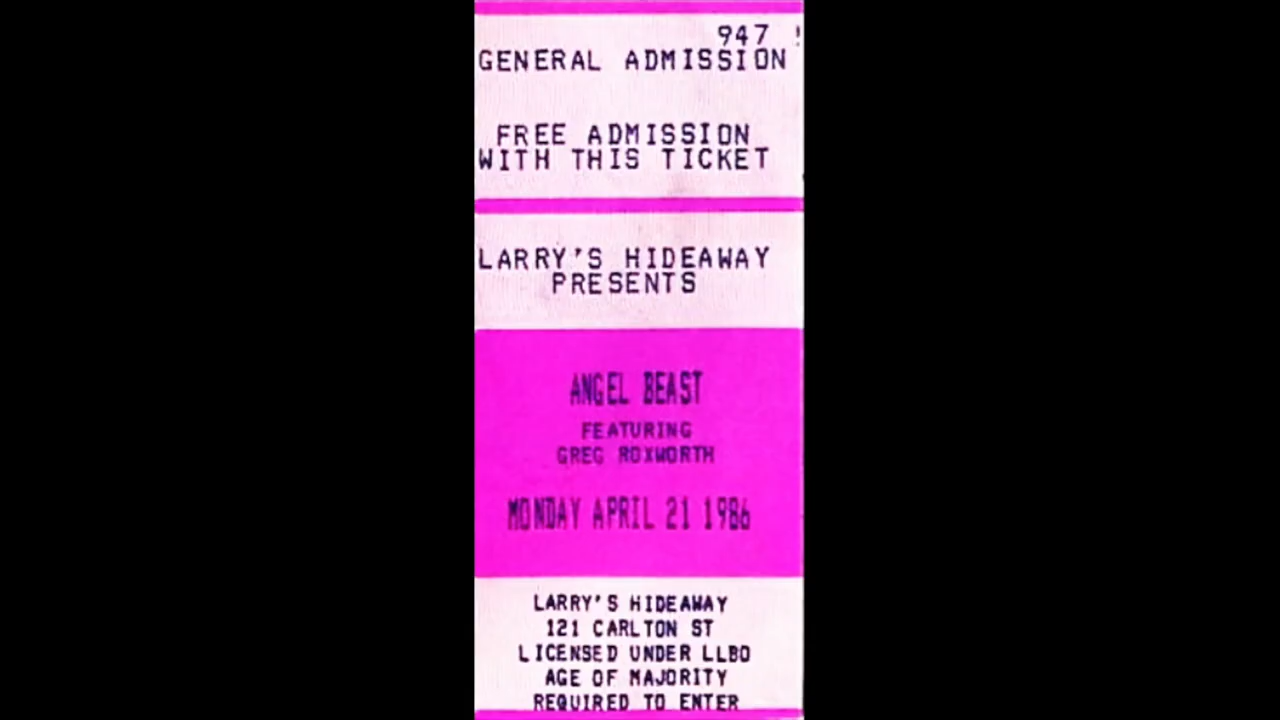 947
GENERAL ADMISSION
FREE ADMISSION
WITH THIS TICKET
LARRY'S HIDEAWAY
PRESENTS
ANGEL BEAST
FEATURING
GREG ROXWORTH
MONDAY APRIL 21 1986
LARRY'S HIDEAWAY
121 CARLTON ST
LICENSED UNDER LLBO
AGE OF MAJORITY
REQUIRED TO ENTER